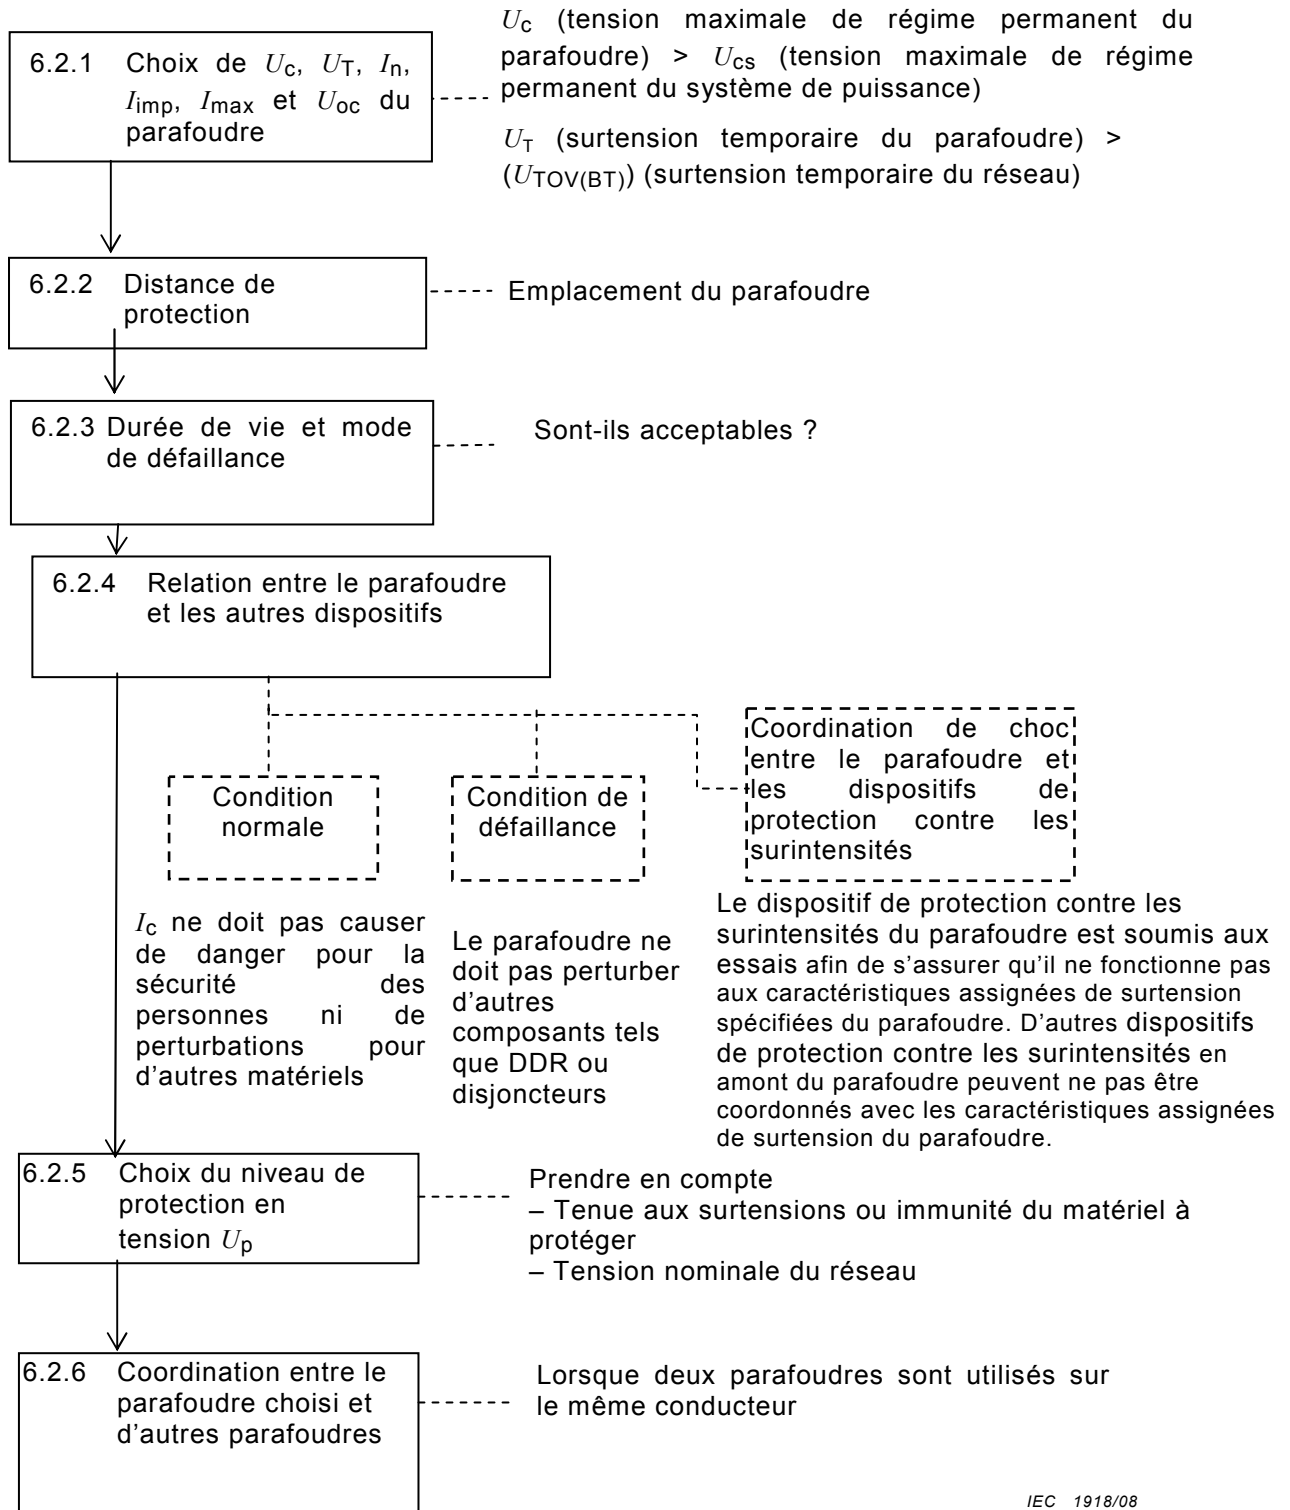 6.2.1 Choix de Uc, UT, In,
Iimp, Imax et Uoc du
parafoudre
Uc (tension maximale de régime permanent du
parafoudre) > Ucs (tension maximale de régime
permanent du système de puissance)
UT (surtension temporaire du parafoudre) >
(UTOV(BT)) (surtension temporaire du réseau)
6.2.2 Distance de
protection
Emplacement du parafoudre
6.2.3 Durée de vie et mode
de défaillance
Sont-ils acceptables ?
6.2.4 Relation entre le parafoudre
et les autres dispositifs
Condition
normale
Condition de
défaillance
Coordination de choc
entre le parafoudre et
les dispositifs de
protection contre les
surintensités
Ic ne doit pas causer
de danger pour la
sécurité des
personnes ni de
perturbations pour
d'autres matériels
Le parafoudre ne
doit pas perturber
d'autres
composants tels
que DDR ou
disjoncteurs
Le dispositif de protection contre les
surintensités du parafoudre est soumis aux
essais afin de s'assurer qu'il ne fonctionne pas
aux caractéristiques assignées de surtension
spécifiées du parafoudre. D'autres dispositifs
de protection contre les surintensités en
amont du parafoudre peuvent ne pas être
coordonnés avec les caractéristiques assignées
de surtension du parafoudre.
6.2.5 Choix du niveau de
protection en
tension Up
Prendre en compte
– Tenue aux surtensions ou immunité du matériel à
protéger
– Tension nominale du réseau
6.2.6 Coordination entre le
parafoudre choisi et
d'autres parafoudres
Lorsque deux parafoudres sont utilisés sur
le même conducteur
IEC 1918/08